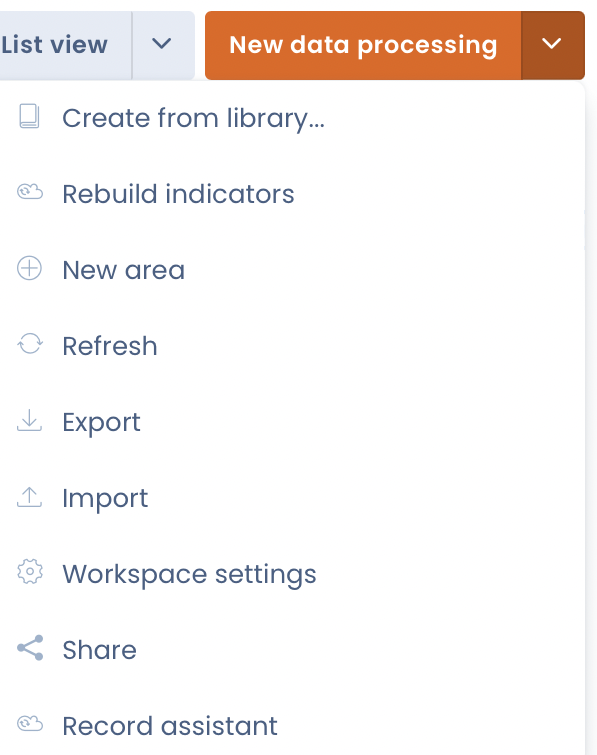 List view
New data processing
Create from library...
Rebuild indicators
New area
Refresh
Export
Import
Workspace settings
Share
Record assistant